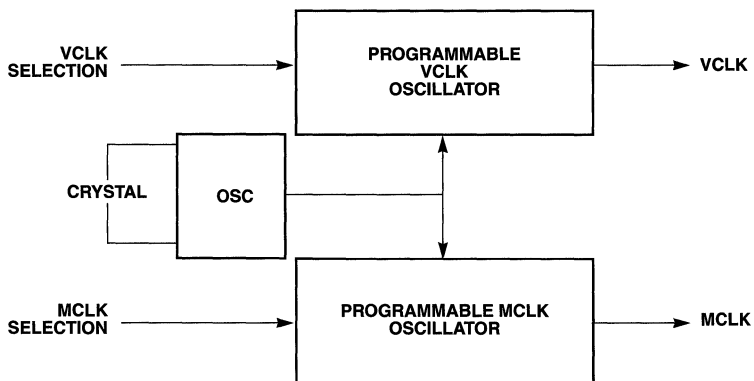 VCLK
SELECTION
PROGRAMMABLE
VCLK
OSCILLATOR
VCLK
CRYSTAL
OSC
MCLK
SELECTION
PROGRAMMABLE MCLK
OSCILLATOR
MCLK